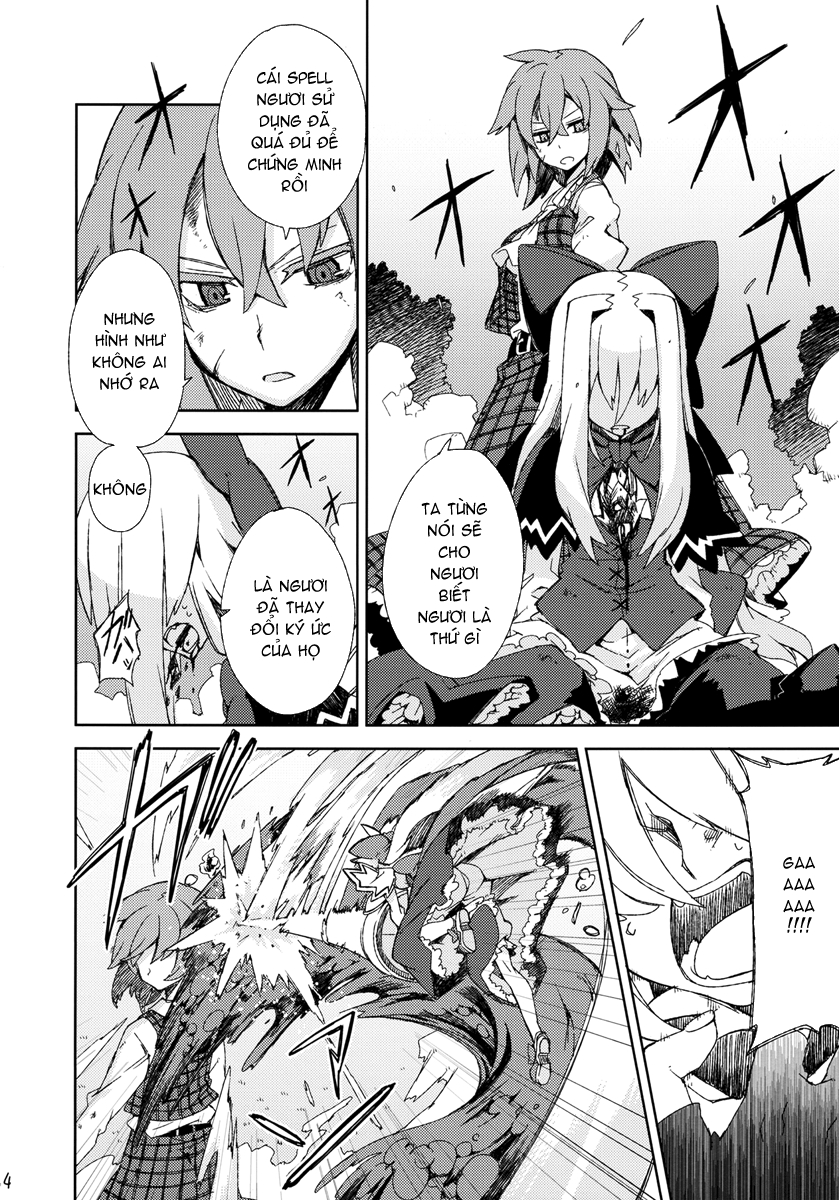 TA TỪNG
NÓI SẼ
CHO
NGƯƠI
BIẾT
NGƯƠI LÀ
THỨ GÌ
CÁI SPELL
NGƯƠI SỬ
DỤNG ĐÃ
QUÁ ĐỦ ĐỂ
CHỨNG MINH
RỒI
NHƯNG
HÌNH NHƯ
KHÔNG AI
NHỚ RA
KHÔNG
LÀ NGƯƠI
ĐÃ THAY
ĐỔI KÝ ỨC
CỦA HỌ
GAA
AAA
AAA
!!!!